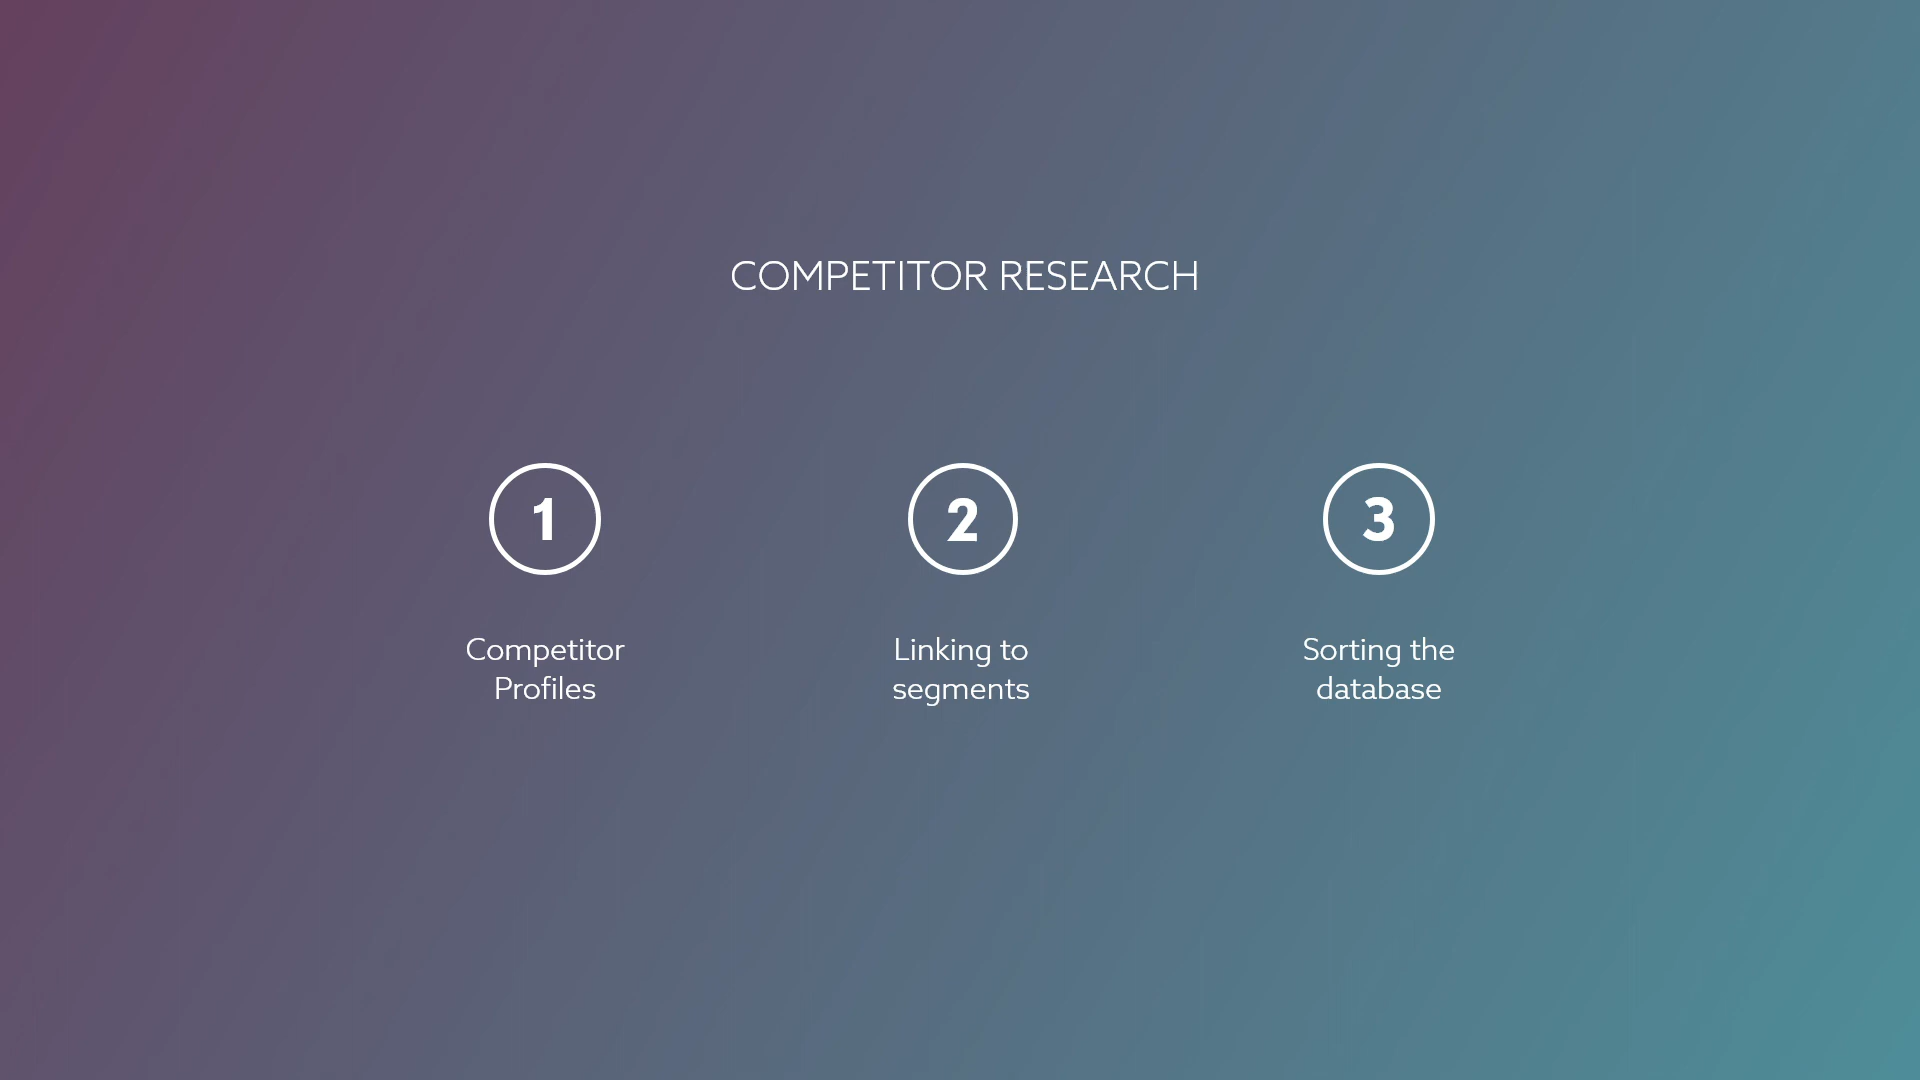 COMPETITOR RESEARCH
1
2
3
Competitor
Profiles
Linking to
segments
Sorting the
database